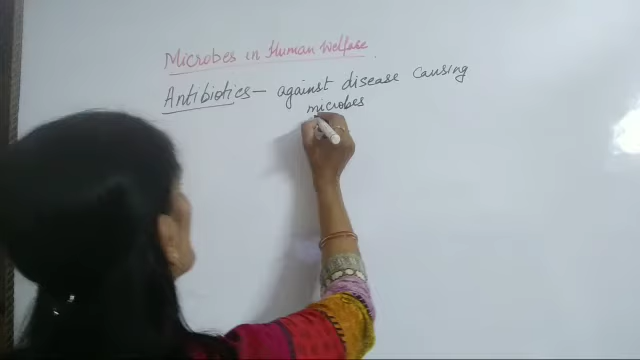 Microbes in Human Welfare
Antibiotics – against disease causing
microbes